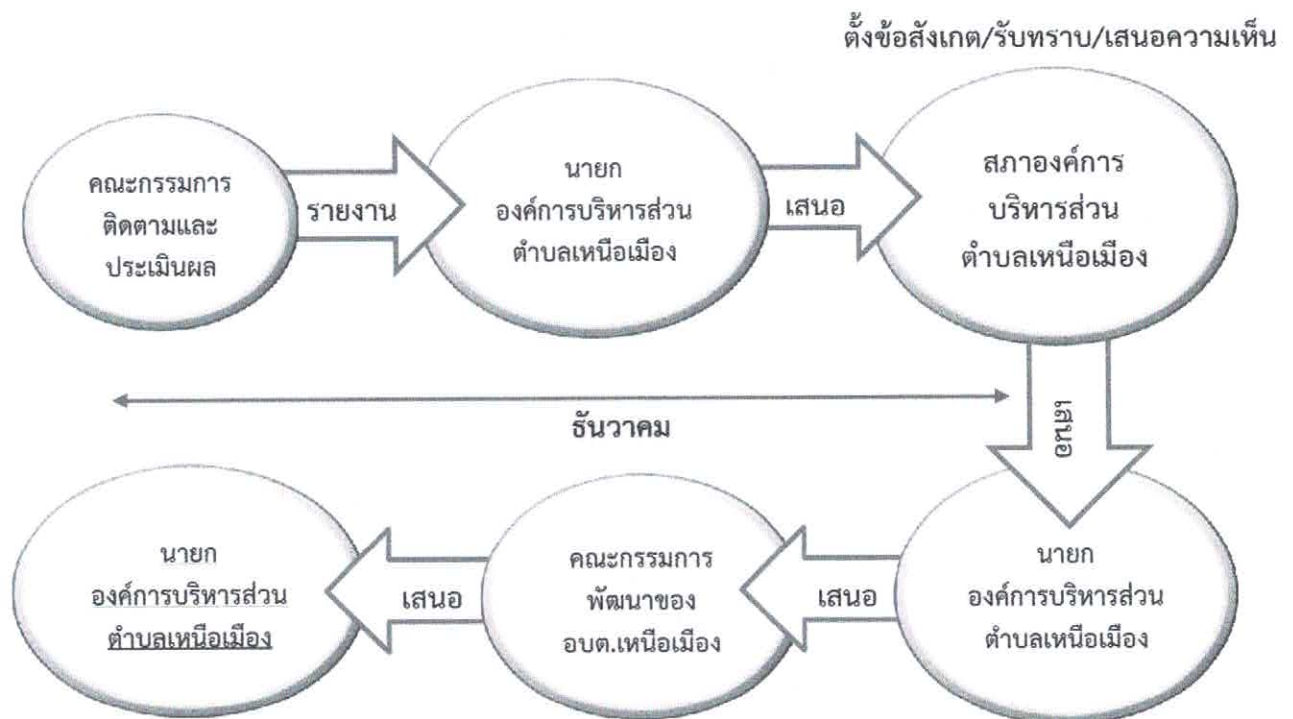 ตั้งข้อสังเกต/รับทราบ/เสนอความเห็น
คณะกรรมการ
ติดตามและ
ประเมินผล
รายงาน
นายก
องค์การบริหารส่วน
ตำบลเหนือเมือง
เสนอ
สภาองค์การ
บริหารส่วน
ตำบลเหนือเมือง
เสนอ
ธันวาคม
นายก
องค์การบริหารส่วน
ตำบลเหนือเมือง
เสนอ
คณะกรรมการ
พัฒนาของ
อบต.เหนือเมือง
เสนอ
นายก
องค์การบริหารส่วน
ตำบลเหนือเมือง